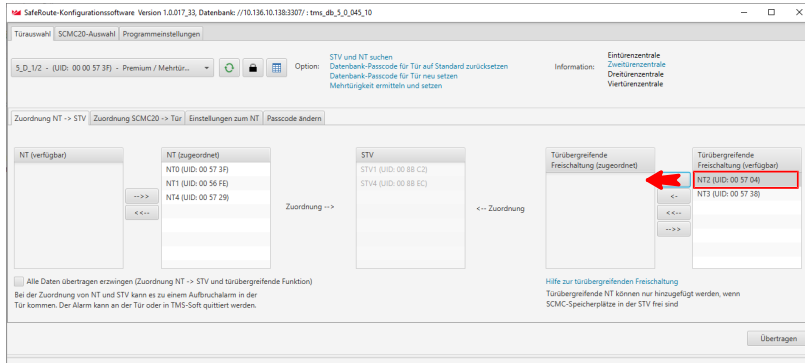 SafeRoute-Konfigurationssoftware Version 1.0.017_33, Datenbank: //10.136.10.138:3307/ : tms_db_5_0_045_10
Türauswahl SCMC20-Auswahl Programmeinstellungen
5_D_1/2 - (UID: 00 00 57 3F) - Premium / Mehrtür...
Option:
STV und NT suchen
Datenbank-Passcode für Tür auf Standard zurücksetzen
Datenbank-Passcode für Tür neu setzen
Mehrtürigkeit ermitteln und setzen
Information:
Eintürenzentrale
Zweitürenzentrale
Dreitürenzentrale
Viertürenzentrale
Zuordnung NT -> STV Zuordnung SCMC20 -> Tür Einstellungen zum NT Passcode ändern
NT (verfügbar)
-->>
<<--
NT (zugeordnet)
NT0 (UID: 00 57 3F)
NT1 (UID: 00 56 FE)
NT4 (UID: 00 57 29)
Zuordnung -->
STV
STV1 (UID: 00 8B C2)
STV4 (UID: 00 8B EC)
<-- Zuordnung
Türübergreifende
Freischaltung (zugeordnet)
<-
<<--
-->>
Türübergreifende
Freischaltung (verfügbar)
NT2 (UID: 00 57 04)
NT3 (UID: 00 57 38)
Alle Daten übertragen erzwingen (Zuordnung NT -> STV und türübergreifende Funktion)
Bei der Zuordnung von NT und STV kann es zu einem Aufbruchalarm in der
Tür kommen. Der Alarm kann an der Tür oder in TMS-Soft quittiert werden.
Hilfe zur türübergreifenden Freischaltung
Türübergreifende NT können nur hinzugefügt werden, wenn
SCMC-Speicherplätze in der STV frei sind
Übertragen